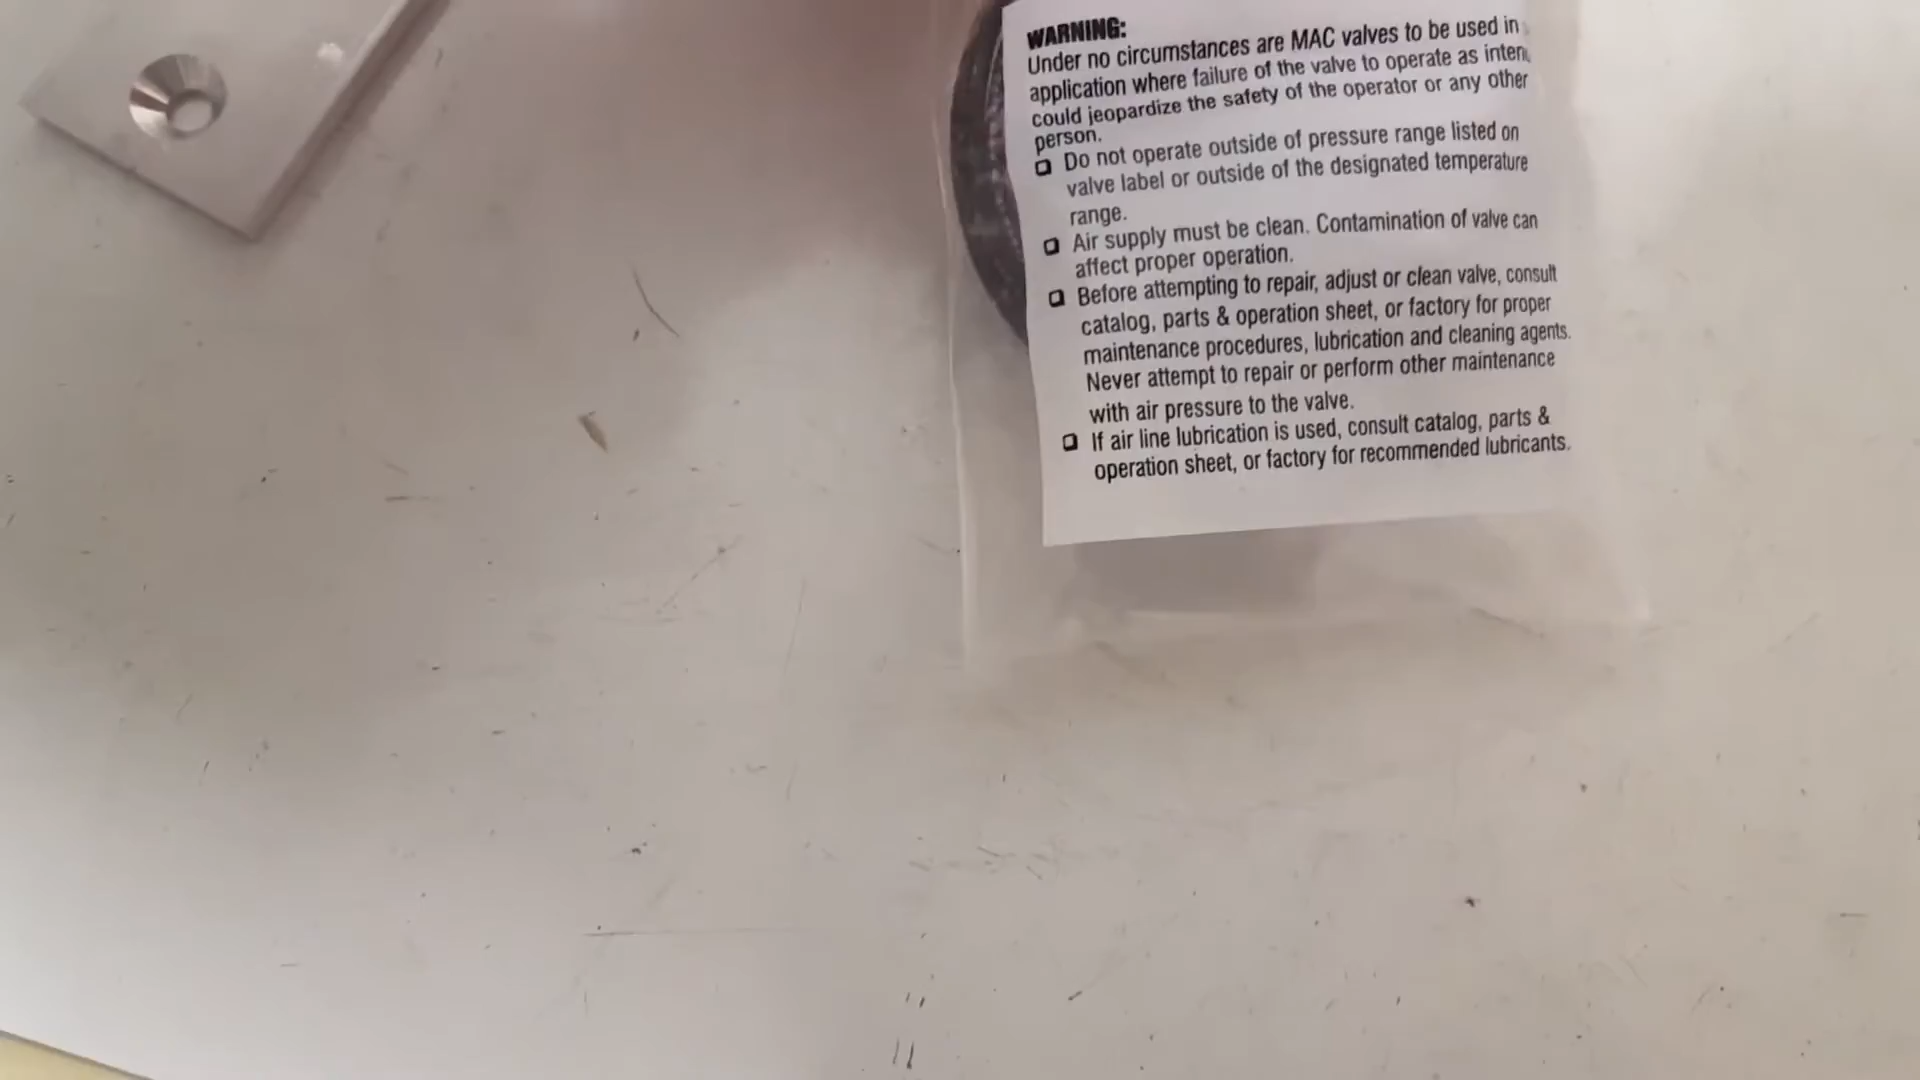 WARNING:
Under no circumstances are MAC valves to be used in
application where failure of the valve to operate as inten
could jeopardize the safety of the operator or any other
person.
❑ Do not operate outside of pressure range listed on
valve label or outside of the designated temperature
range.
❑ Air supply must be clean. Contamination of valve can
affect proper operation.
❑ Before attempting to repair, adjust or clean valve, consult
catalog, parts & operation sheet, or factory for proper
maintenance procedures, lubrication and cleaning agents.
Never attempt to repair or perform other maintenance
with air pressure to the valve.
❑ If air line lubrication is used, consult catalog, parts &
operation sheet, or factory for recommended lubricants.